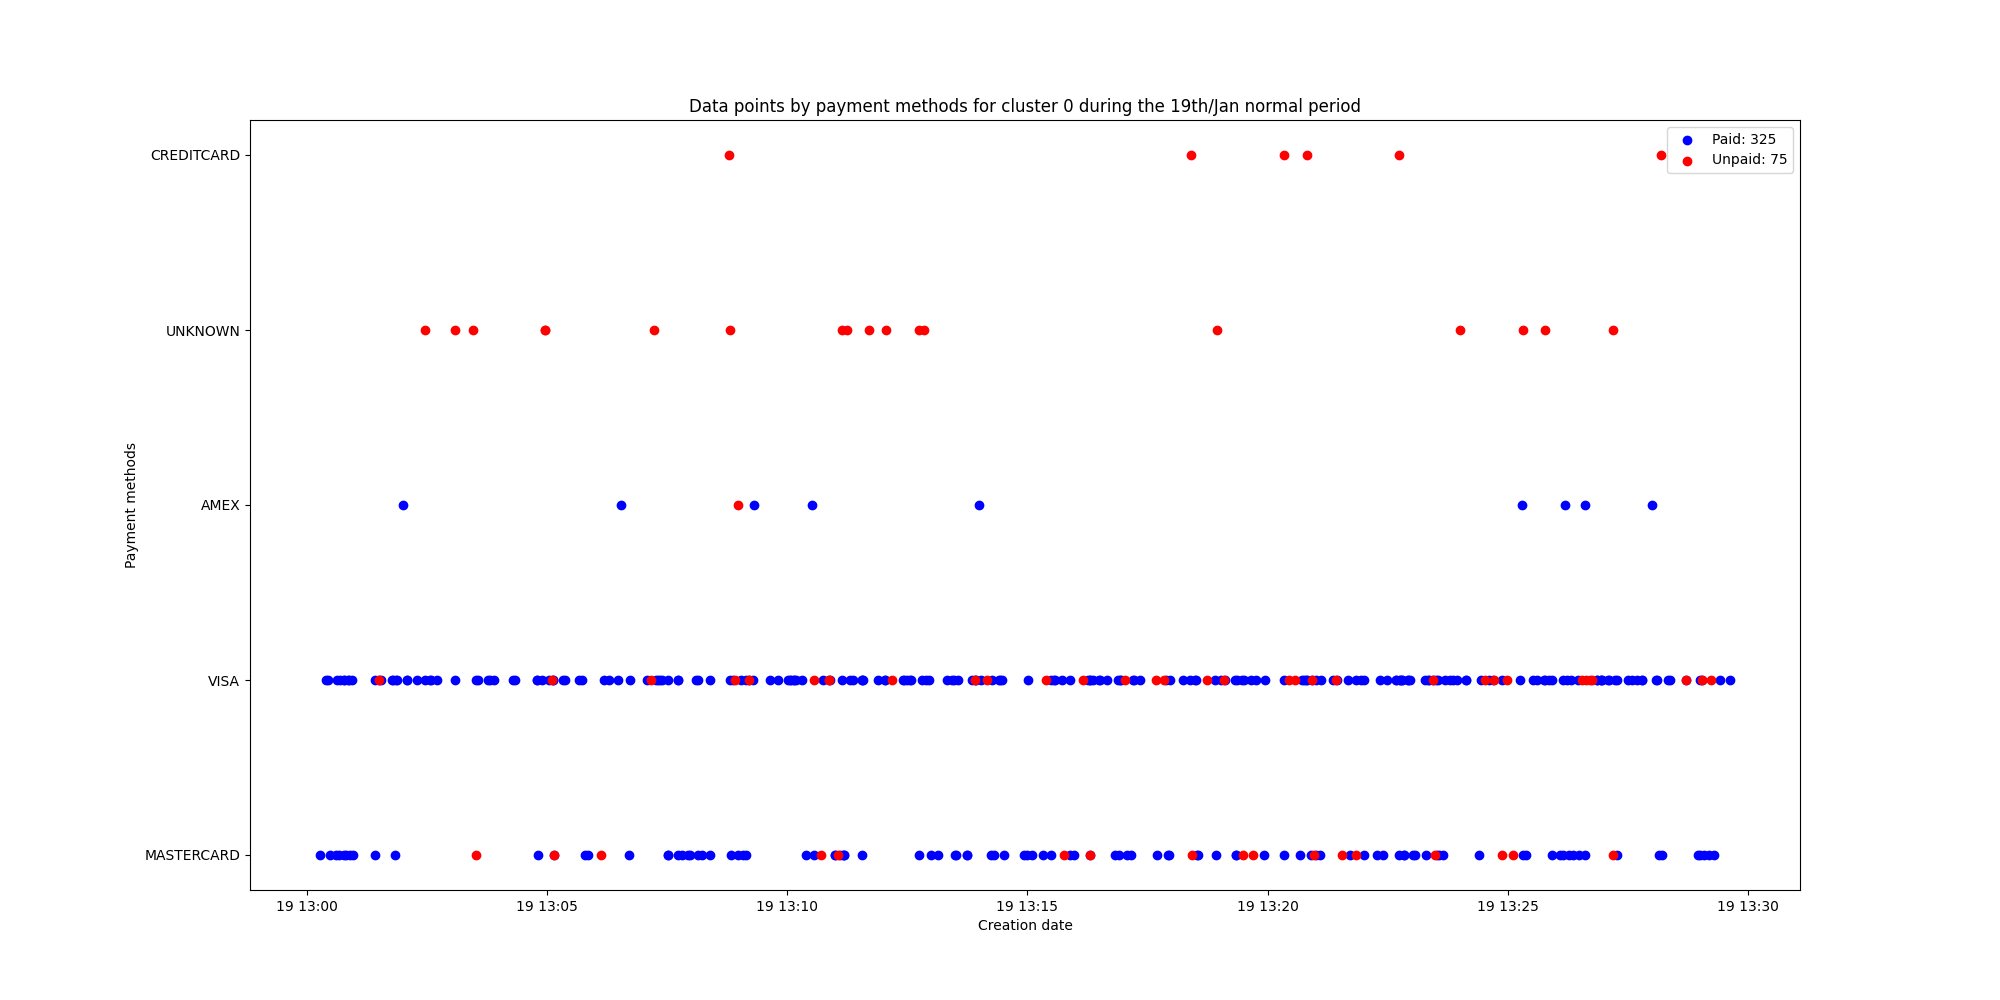 Data points by payment methods for cluster 0 during the 19th/Jan normal period
Paid: 325
Unpaid: 75
CREDITCARD
UNKNOWN
AMEX
VISA
MASTERCARD
Payment methods
19 13:00
19 13:05
19 13:10
19 13:15
19 13:20
19 13:25
19 13:30
Creation date